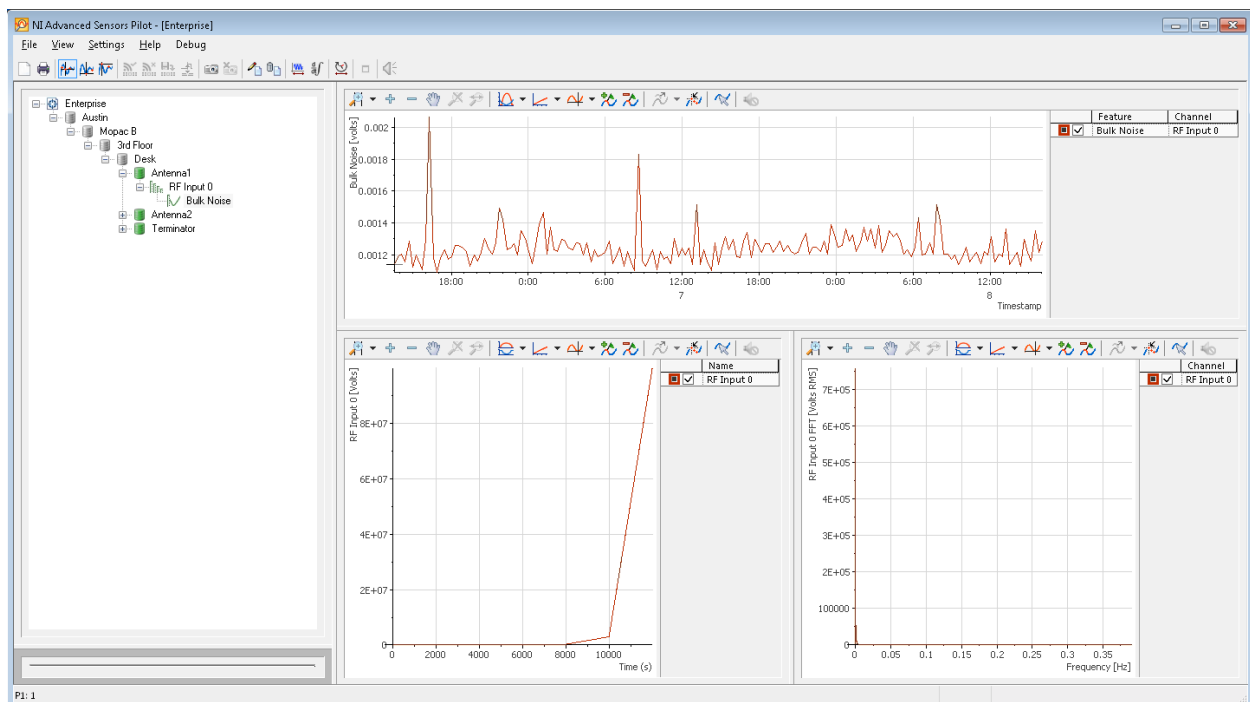 NI Advanced Sensors Pilot - [Enterprise]
File View Settings Help Debug
Enterprise
Austin
Mopac B
3rd Floor
Desk
Antenna1
RF Input 0
Bulk Noise
Antenna2
Terminator
Bulk Noise [volts]
0.002
0.0018
0.0016
0.0014
0.0012
18:00 0:00 6:00 12:00 18:00 0:00 6:00 12:00
7 8
Timestamp
Feature Channel
Bulk Noise RF Input 0
RF Input 0 [Volts]
8E+07
6E+07
4E+07
2E+07
0
0 2000 4000 6000 8000 10000
Time (s)
Name
RF Input 0
RF Input 0 FFT [Volts RMS]
7E+05
6E+05
5E+05
4E+05
3E+05
2E+05
100000
0
0 0.05 0.1 0.15 0.2 0.25 0.3 0.35
Frequency [Hz]
Channel
RF Input 0
P1: 1